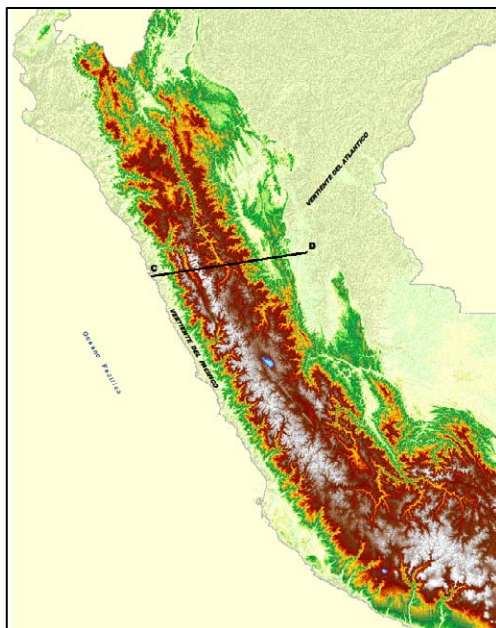 VERTIENTE DEL ATLANTICO
D
C
VERTIENTE DEL PACIFICO
Oceano Pacifico